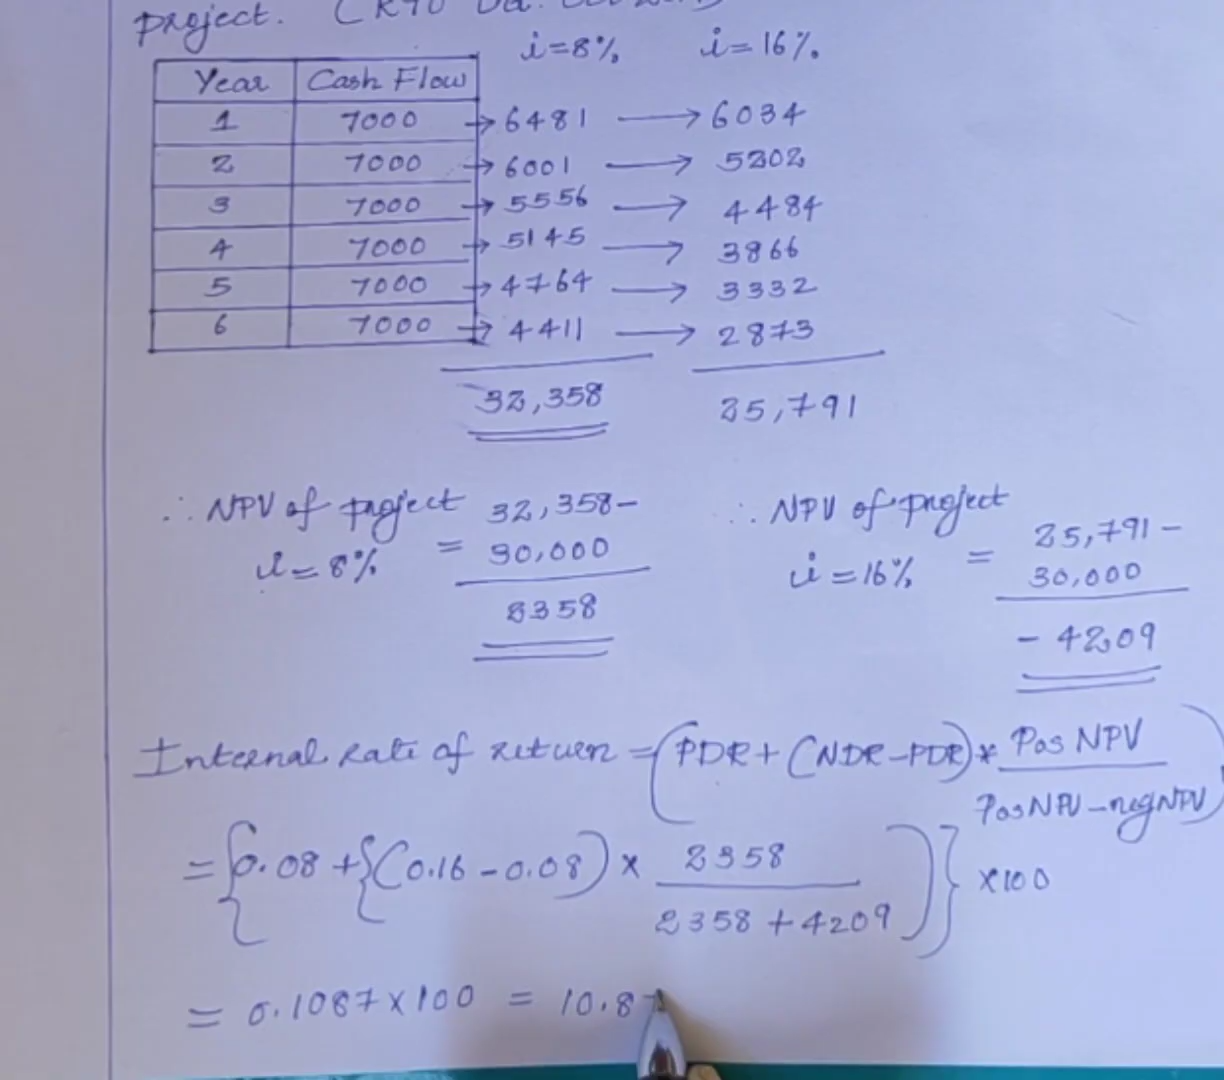 project.
i=8% i=16%
Year Cash Flow
1 7000 → 6481 → 6034
2 7000 → 6001 → 5202
3 7000 → 5556 → 4484
4 7000 → 5145 → 3866
5 7000 → 4764 → 3332
6 7000 → 4411 → 2873
32,358 25,791
∴ NPV of project 32,358-
i=8% = 30,000
2358
∴ NPV of project 25,791-
i=16% = 30,000
- 4209
Internal Rate of return = (PDR+(NDR-PDR)* Pos NPV
Pos NPV-neg NPV)
={0.08+{(0.16-0.08)× 2358
2358+4209)}×100
= 0.1087×100 = 10.87